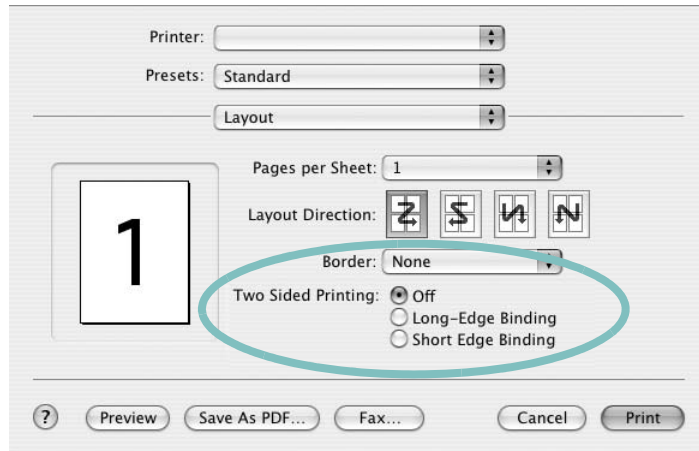 Printer:
Presets: Standard
Layout
Pages per Sheet: 1
1
Layout Direction:
Border: None
Two Sided Printing: Off
Long-Edge Binding
Short Edge Binding
? Preview Save As PDF... Fax... Cancel Print